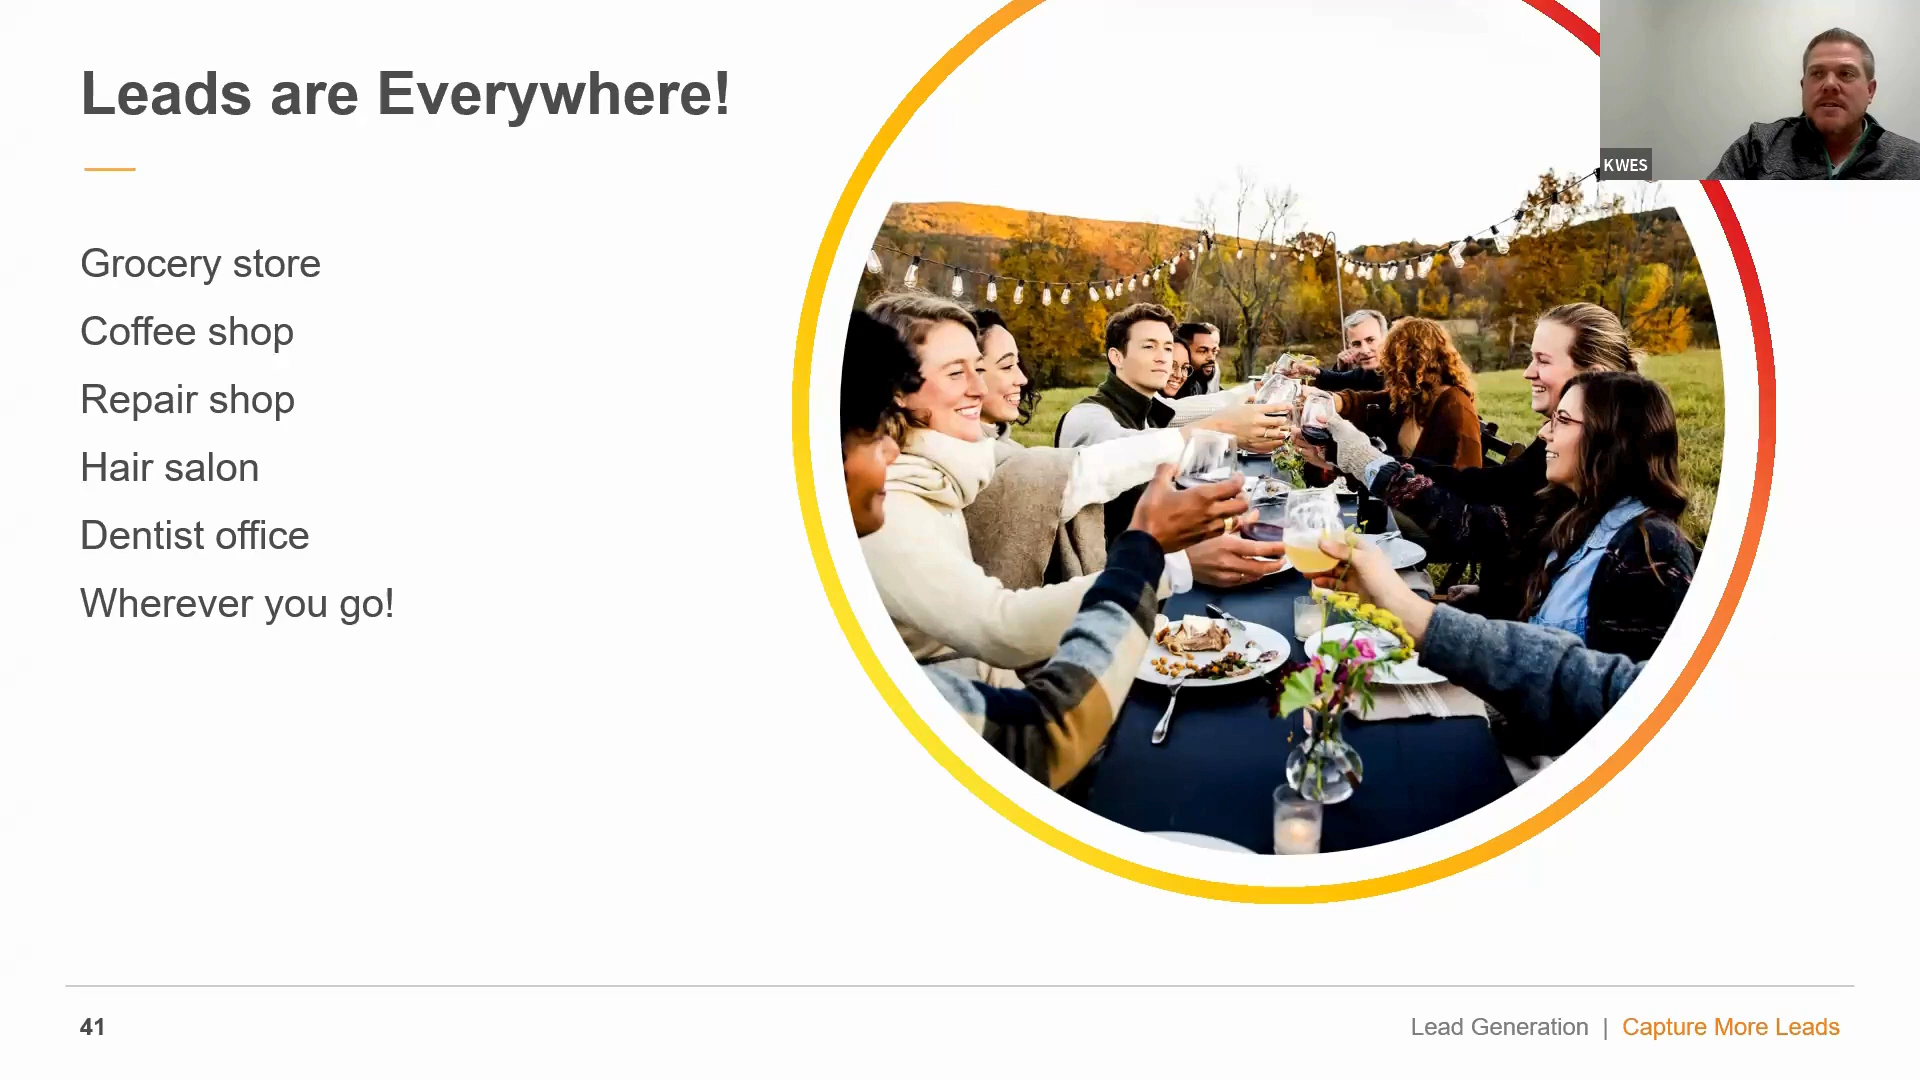 Leads are Everywhere!
KWES
Grocery store
Coffee shop
Repair shop
Hair salon
Dentist office
Wherever you go!
41
Lead Generation | Capture More Leads